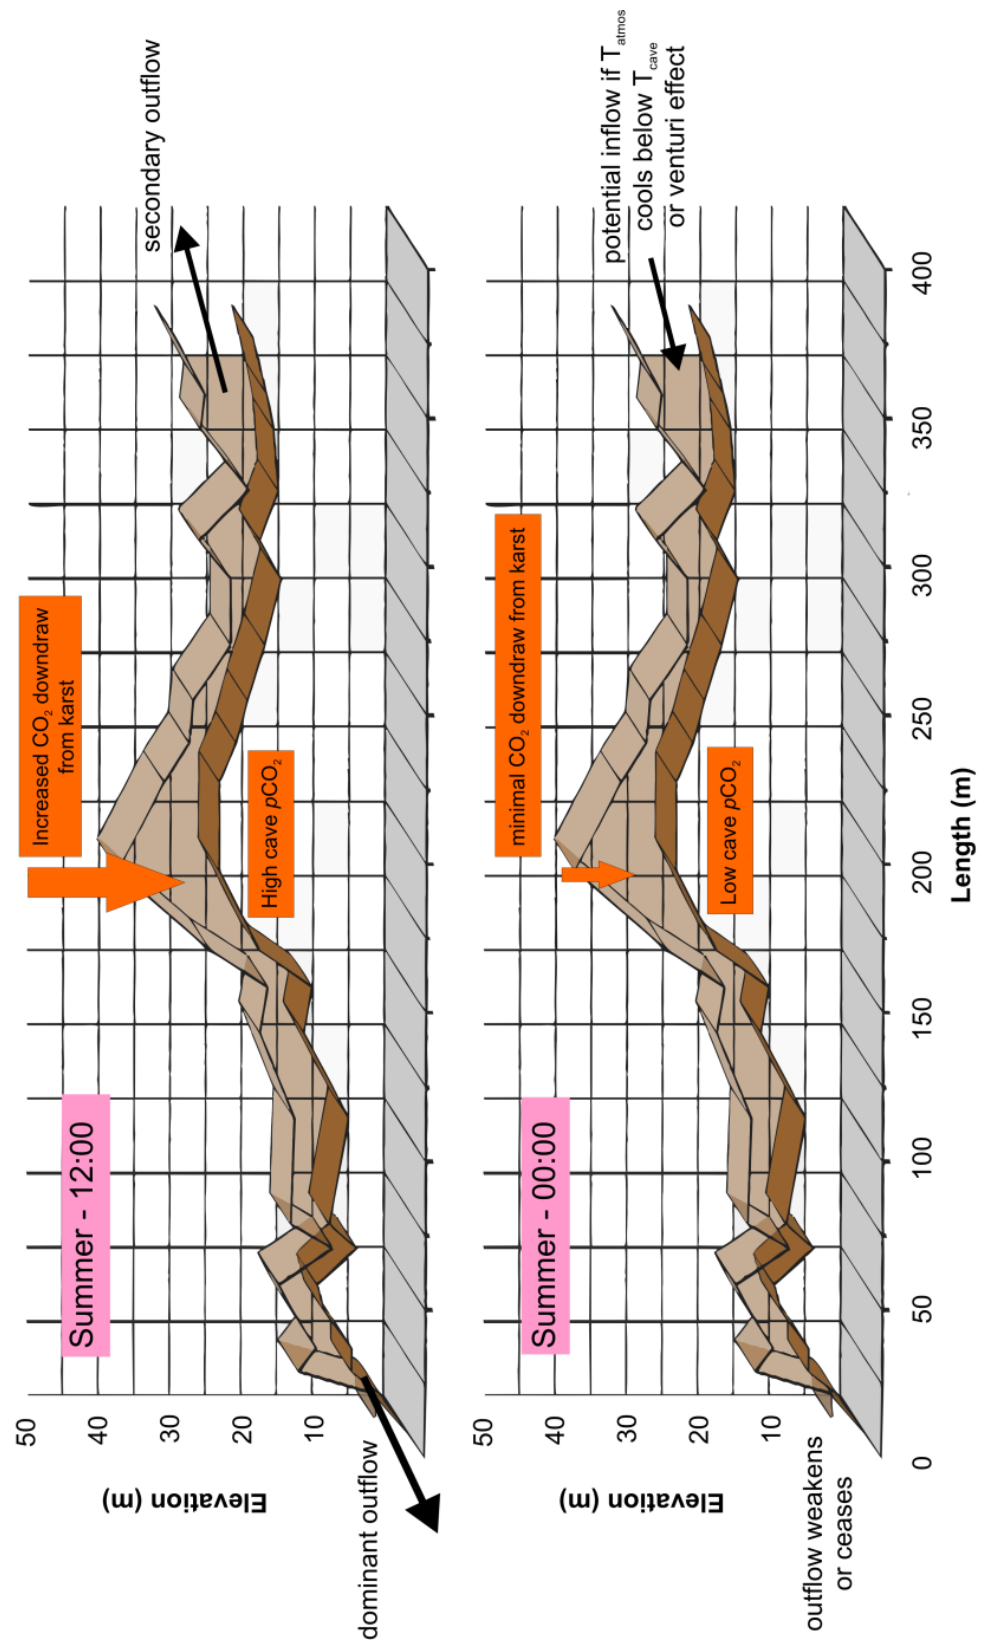 Summer - 12:00
Increased CO₂ downdraw
from karst
secondary outflow
High cave pCO₂
dominant outflow
Elevation (m)
50
40
30
20
10
Summer - 00:00
minimal CO₂ downdraw from karst
potential inflow if T atmos
cools below T cave
or venturi effect
Low cave pCO₂
outflow weakens
or ceases
Elevation (m)
50
40
30
20
10
0
50
100
150
200
250
300
350
400
Length (m)